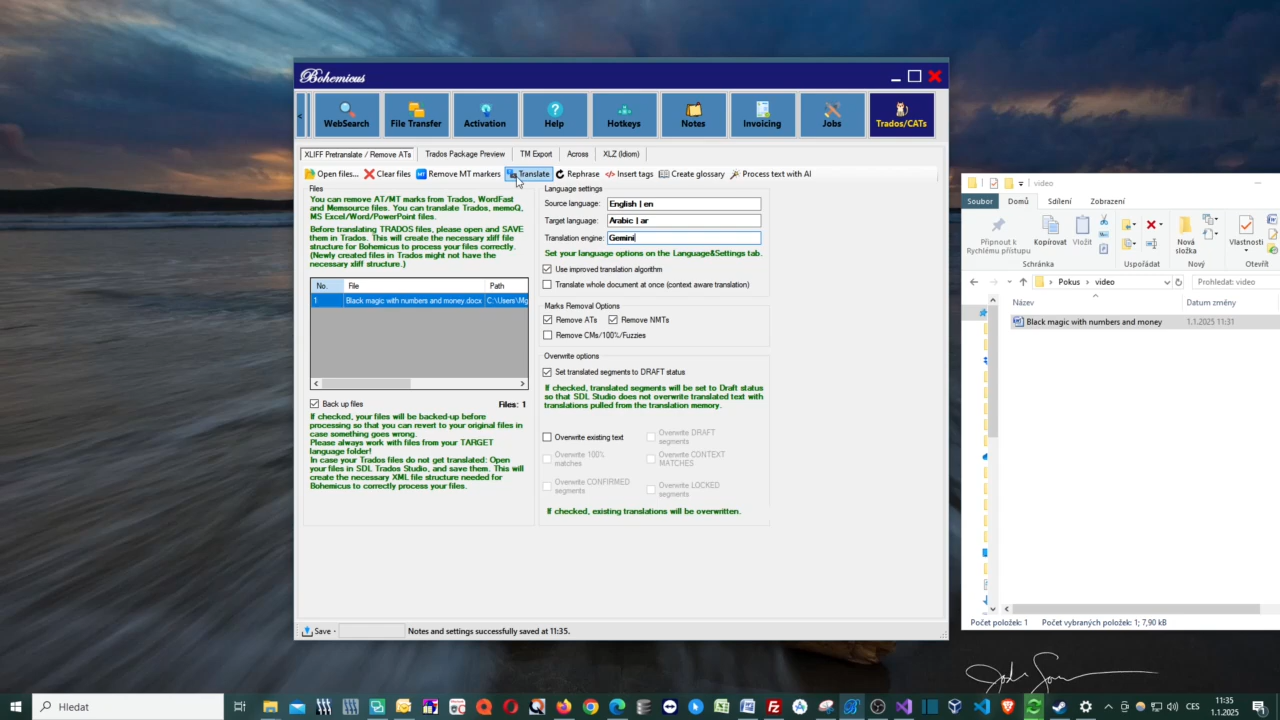 Bohemicus
<
WebSearch
File Transfer
Activation
Help
Hotkeys
Notes
Invoicing
Jobs
Trados/CATs
XLIFF Pretranslate / Remove ATs
Trados Package Preview
TM Export
Across
XLZ (Idiom)
Open files...
Clear files
Remove MT markers
Translate
Rephrase
Insert tags
Create glossary
Process text with AI
Files
You can remove AT/MT marks from Trados, WordFast
and Memsource files. You can translate Trados, memoQ,
MS Excel/Word/PowerPoint files.
Before translating TRADOS files, please open and SAVE
them in Trados. This will create the necessary xliff file
structure for Bohemicus to process your files correctly.
(Newly created files in Trados might not have the
necessary xliff structure.)
No. File Path
1 Black magic with numbers and money.docx C:\Users\Mg
Back up files
Files: 1
If checked, your files will be backed-up before
processing so that you can revert to your original files in
case something goes wrong.
Please always work with files from your TARGET
language folder!
In case your Trados files do not get translated: Open
your files in SDL Trados Studio, and save them. This will
create the necessary XML file structure needed for
Bohemicus to correctly process your files.
Language settings
Source language: English | en
Target language: Arabic | ar
Translation engine: Gemini
Set your language options on the Language&Settings tab.
Use improved translation algorithm
Translate whole document at once (context aware translation)
Marks Removal Options
Remove ATs
Remove NMTs
Remove CMs/100%/Fuzzies
Overwrite options
Set translated segments to DRAFT status
If checked, translated segments will be set to Draft status
so that SDL Studio does not overwrite translated text with
translations pulled from the translation memory.
Overwrite existing text
Overwrite DRAFT
segments
Overwrite 100%
matches
Overwrite CONTEXT
MATCHES
Overwrite CONFIRMED
segments
Overwrite LOCKED
segments
If checked, existing translations will be overwritten.
Save
Notes and settings successfully saved at 11:35.
video
Soubor
Domů
Sdílení
Zobrazení
Připnout k
Rychlému přístupu
Kopírovat
Vložit
Nová
složka
Vlastnosti
Schránka
Uspořádat
Nový
Otevřít
Pokus
video
Prohledat: video
Název
Datum změny
Black magic with numbers and money
1.1.2025 11:31
Počet položek: 1
Počet vybraných položek: 1; 7,90 kB
Hledat
CES
11:35
1.1.2025